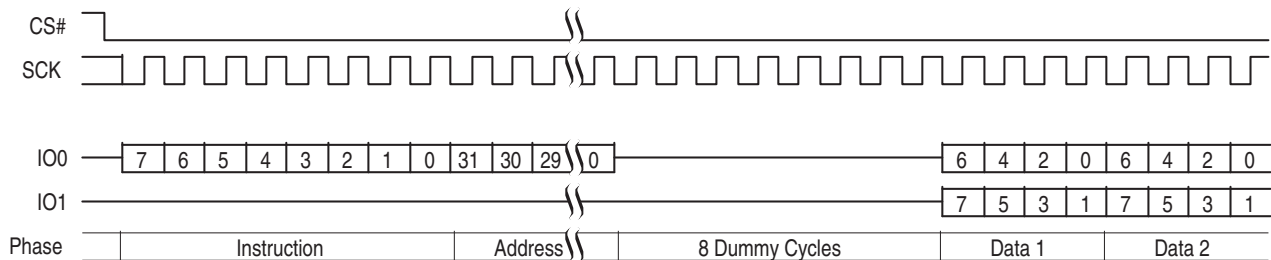 CS#
SCK
IO0 7 6 5 4 3 2 1 0 31 30 29 0 6 4 2 0 6 4 2 0
IO1 7 5 3 1 7 5 3 1
Phase Instruction Address 8 Dummy Cycles Data 1 Data 2